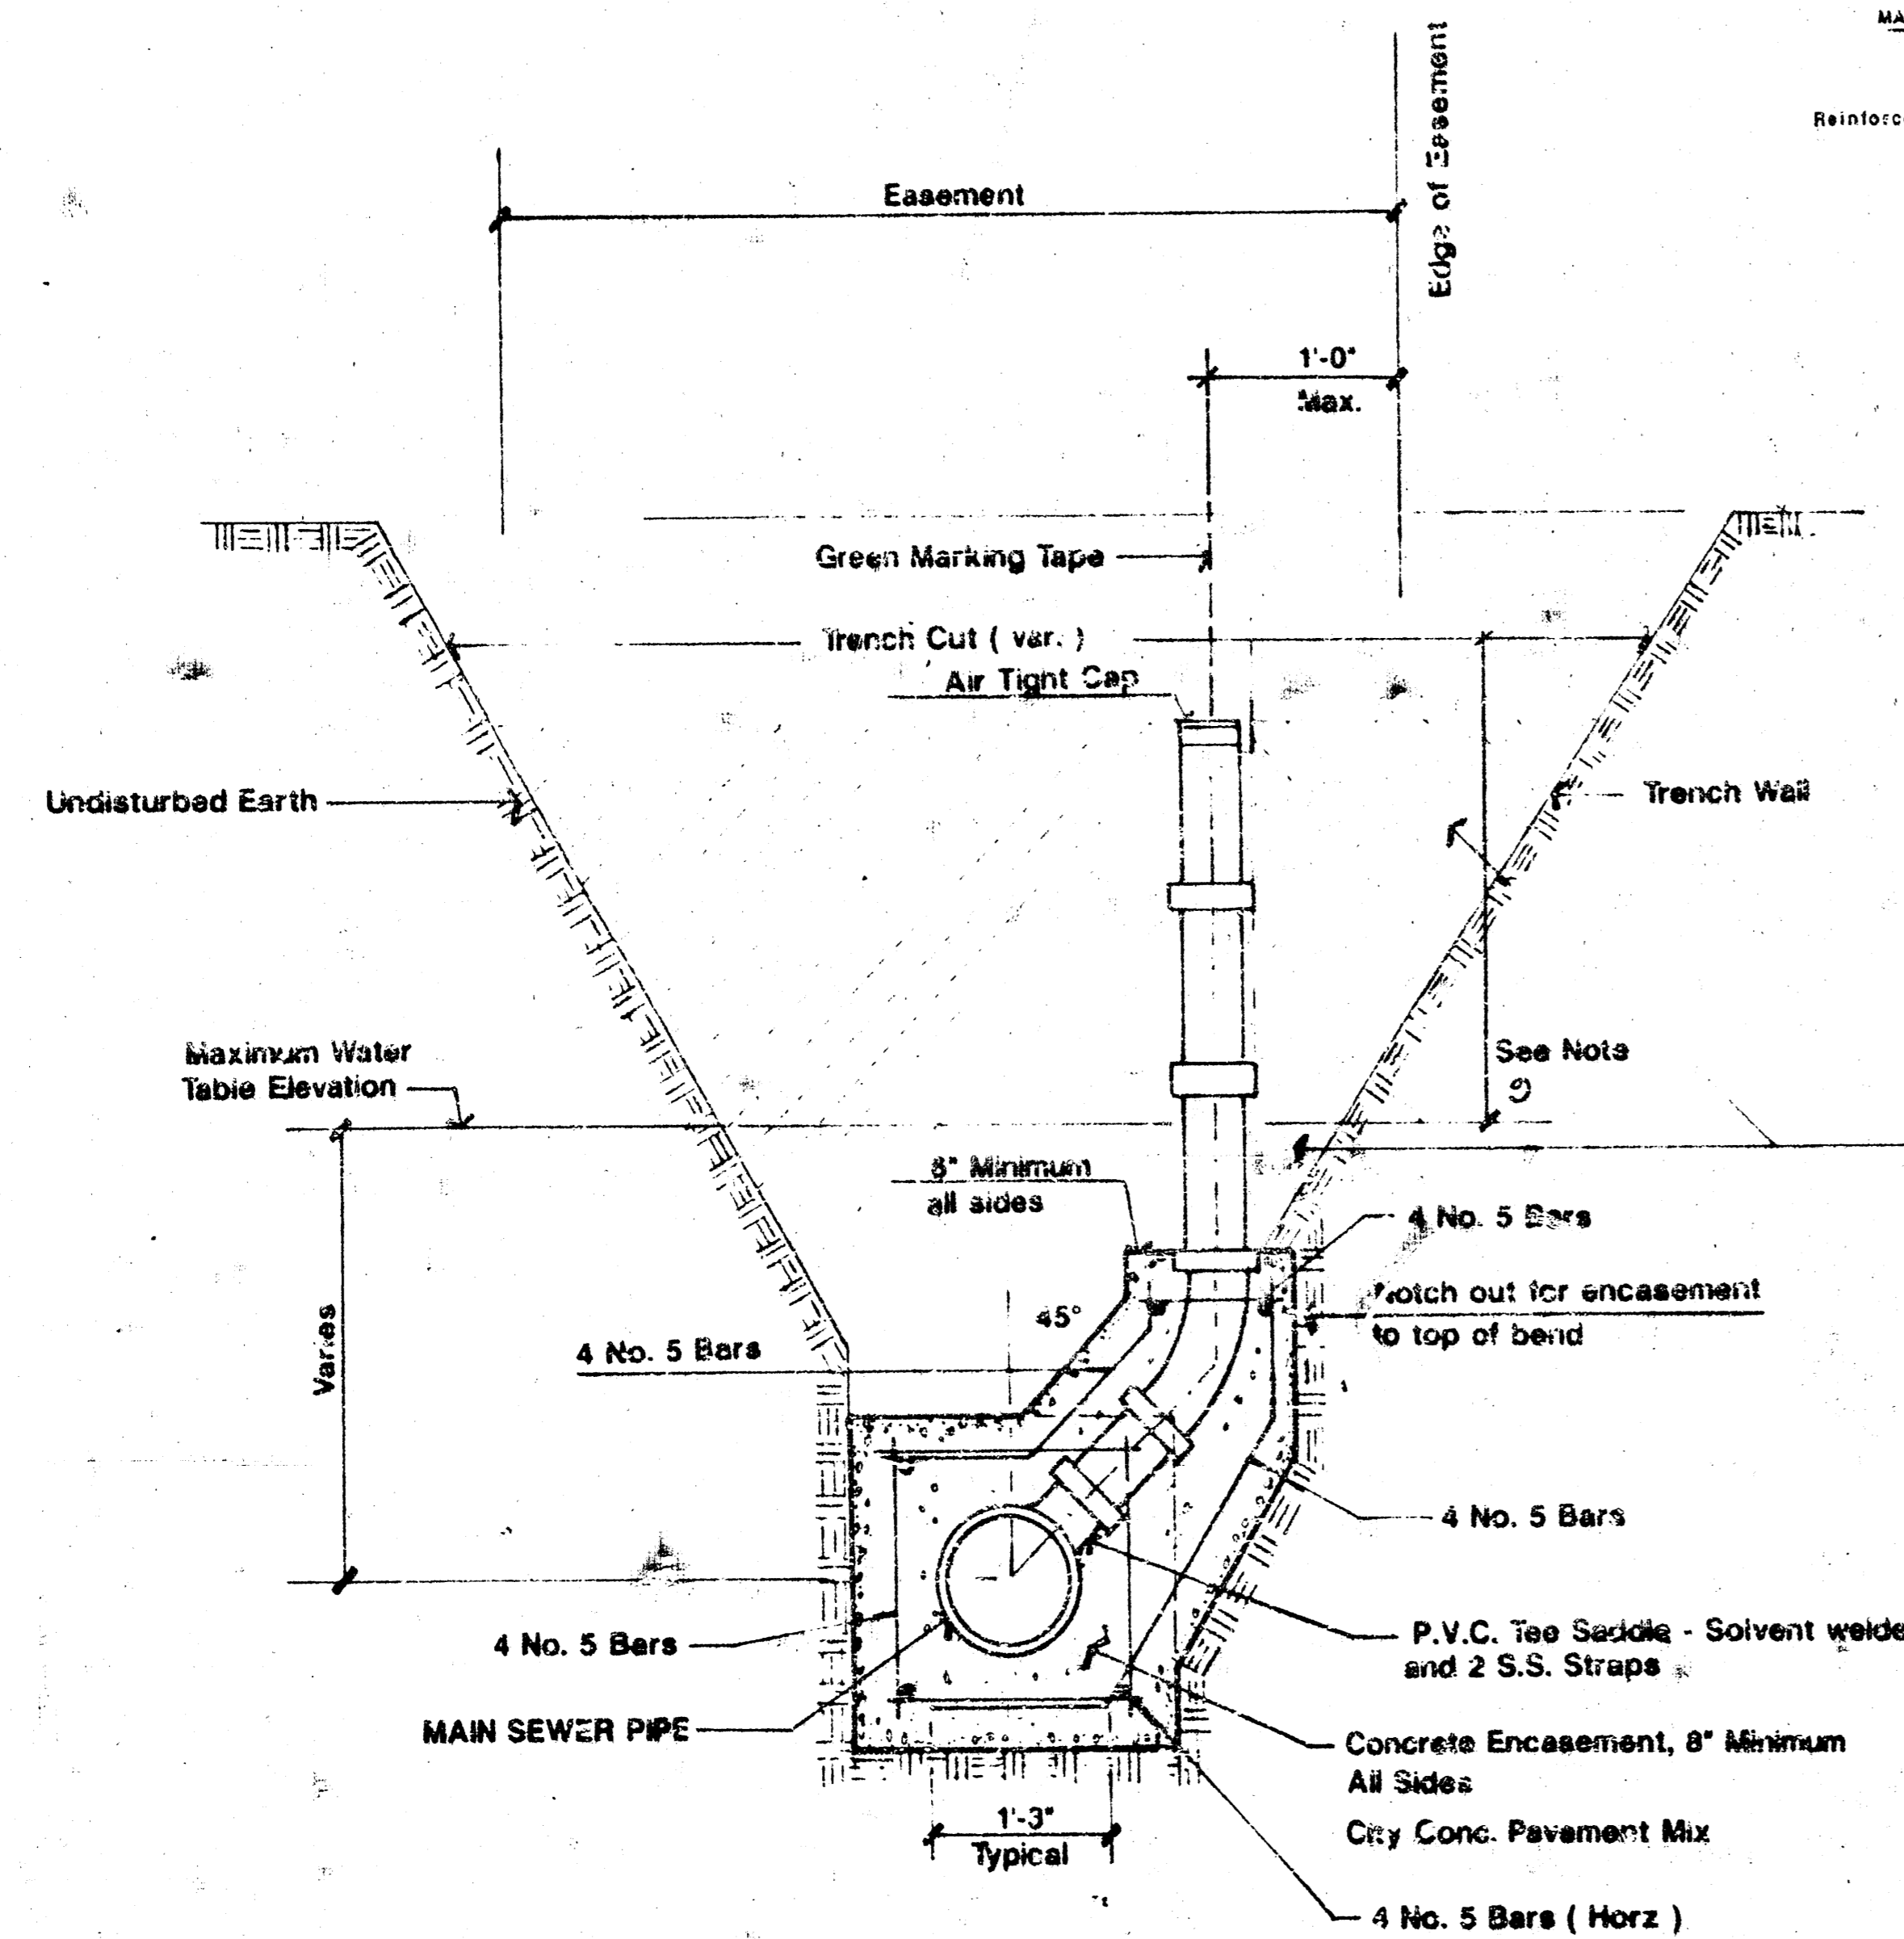 MA
Reinforc
Edge of Easement
Easement
1'-0"
Max.
Green Marking Tape
Trench Cut ( var. )
Air Tight Cap
Undisturbed Earth
Trench Wall
Maximum Water
Table Elevation
See Note
9
Minimum
all sides
4 No. 5 Bars
Notch out for encasement
to top of bend
45°
4 No. 5 Bars
Varies
4 No. 5 Bars
4 No. 5 Bars
P.V.C. Tee Saddle - Solvent welde
and 2 S.S. Straps
MAIN SEWER PIPE
Concrete Encasement, 8" Minimum
All Sides
City Conc. Pavement Mix
1'-3"
Typical
4 No. 5 Bars ( Horz )